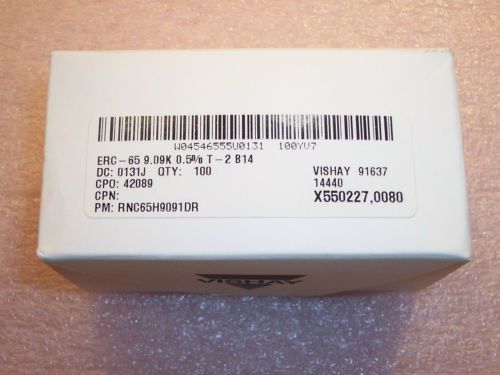 W04546555U0131 100YV7
ERC-65 9.09K 0.5% T-2 B14
DC: 0131J QTY: 100 VISHAY 91637
CPO: 42089 14440
CPN: X550227,0080
PM: RNC65H9091DR
VISHAY